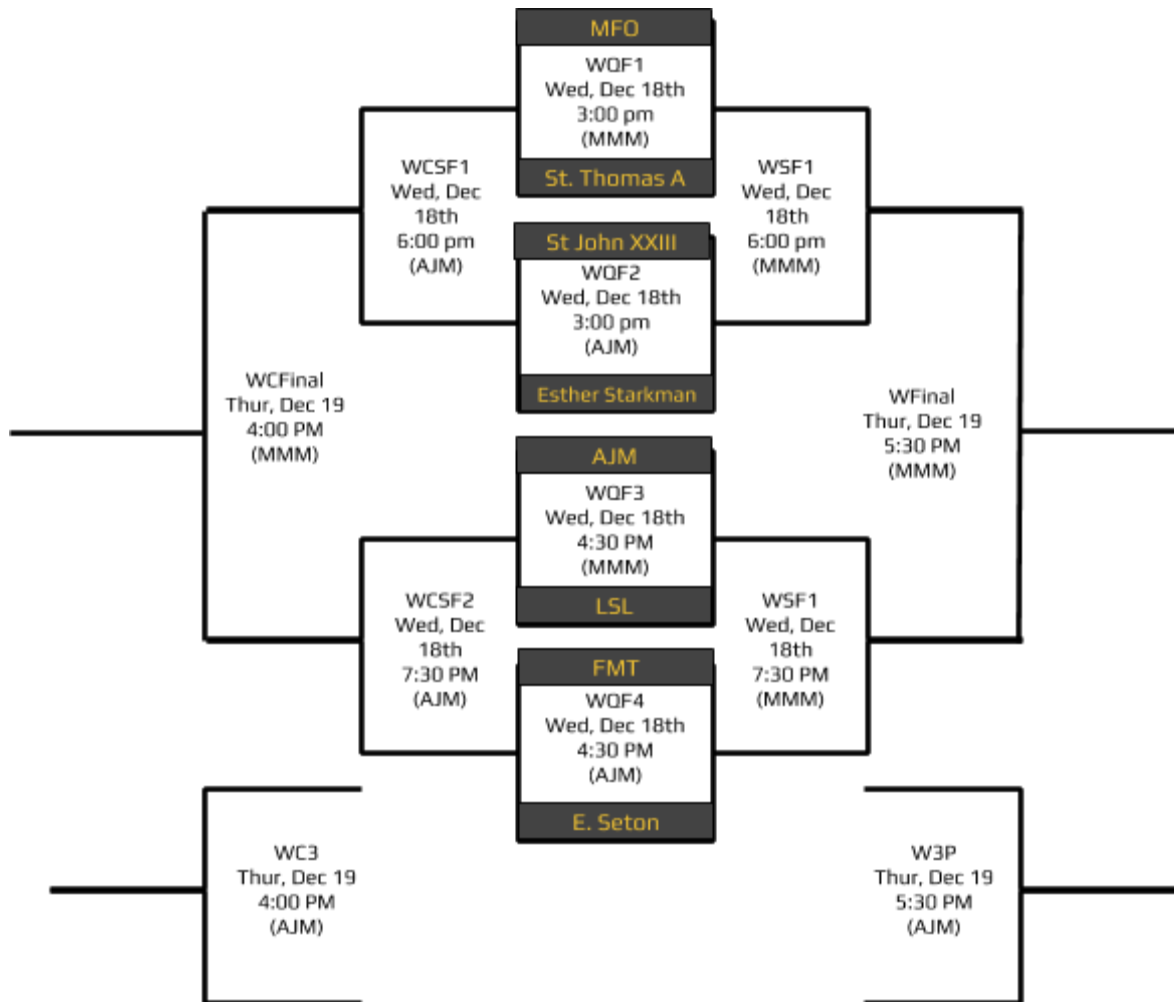 MFO
WQF1
Wed, Dec 18th
3:00 pm
(MMM)
St. Thomas A
WCSF1
Wed, Dec
18th
6:00 pm
(AJM)
WSF1
Wed, Dec
18th
6:00 pm
(MMM)
St John XXIII
WQF2
Wed, Dec 18th
3:00 pm
(AJM)
Esther Starkman
WCFinal
Thur, Dec 19
4:00 PM
(MMM)
WFinal
Thur, Dec 19
5:30 PM
(MMM)
AJM
WQF3
Wed, Dec 18th
4:30 PM
(MMM)
LSL
WCSF2
Wed, Dec
18th
7:30 PM
(AJM)
WSF1
Wed, Dec
18th
7:30 PM
(MMM)
FMT
WQF4
Wed, Dec 18th
4:30 PM
(AJM)
E. Seton
WC3
Thur, Dec 19
4:00 PM
(AJM)
W3P
Thur, Dec 19
5:30 PM
(AJM)